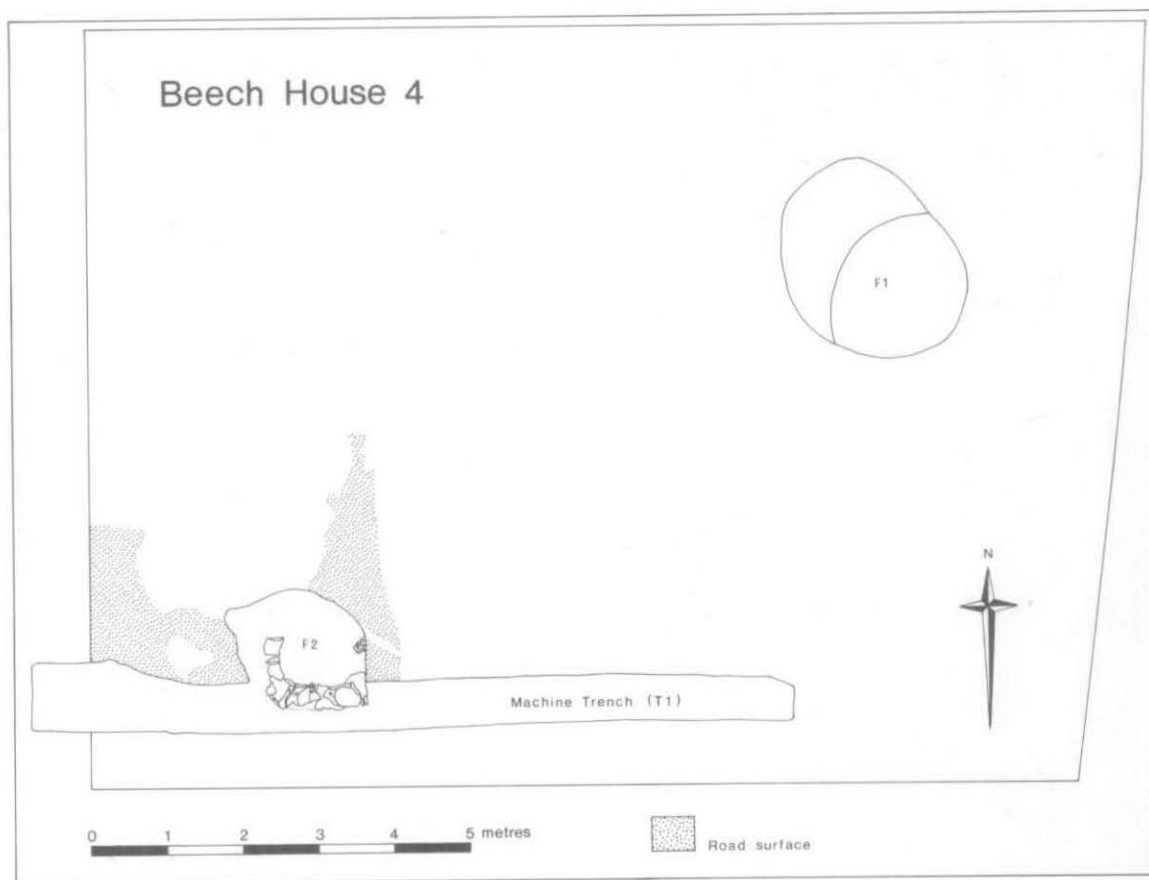 Beech House 4
F1
N
F2
Machine Trench (T1)
0 1 2 3 4 5 metres
Road surface